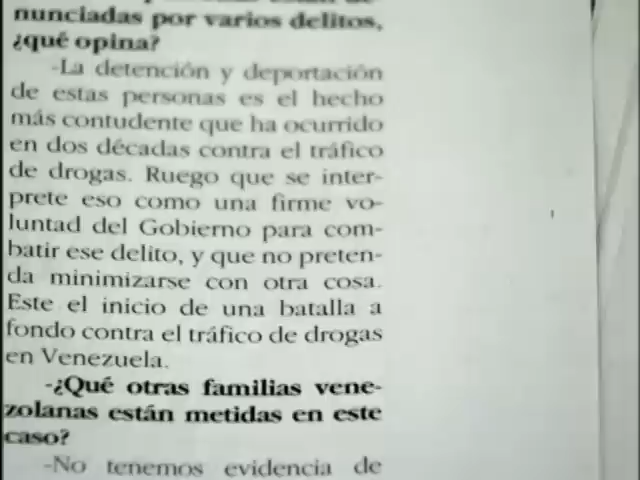 nunciadas por varios delitos,
¿qué opina?
-La detención y deportación
de estas personas es el hecho
más contudente que ha ocurrido
en dos décadas contra el tráfico
de drogas. Ruego que se inter-
prete eso como una firme vo-
luntad del Gobierno para com-
batir ese delito, y que no preten-
da minimizarse con otra cosa.
Este el inicio de una batalla a
fondo contra el tráfico de drogas
en Venezuela.
-¿Qué otras familias vene-
zolanas están metidas en este
caso?
-No tenemos evidencia de